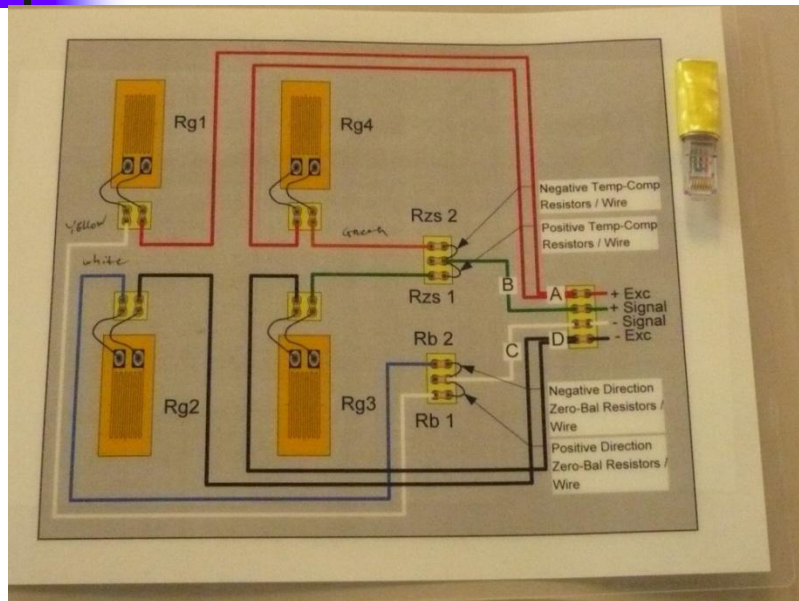 Rg1
Rg4
Yellow
Green
white
Rzs 2
Rzs 1
Negative Temp-Comp
Resistors / Wire
Positive Temp-Comp
Resistors / Wire
B
A
+ Exc
+ Signal
- Signal
- Exc
C
D
Rb 2
Rb 1
Rg2
Rg3
Negative Direction
Zero-Bal Resistors /
Wire
Positive Direction
Zero-Bal Resistors /
Wire